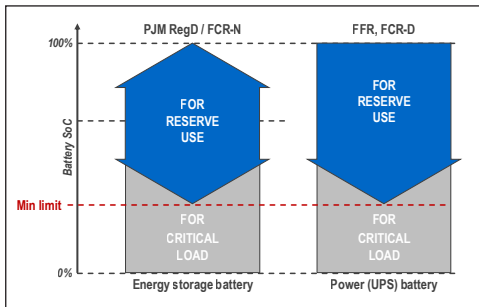 PJM RegD / FCR-N
FFR, FCR-D
100%
Battery SoC
FOR
RESERVE
USE
FOR
RESERVE
USE
Min limit
FOR
CRITICAL
LOAD
FOR
CRITICAL
LOAD
0%
Energy storage battery
Power (UPS) battery